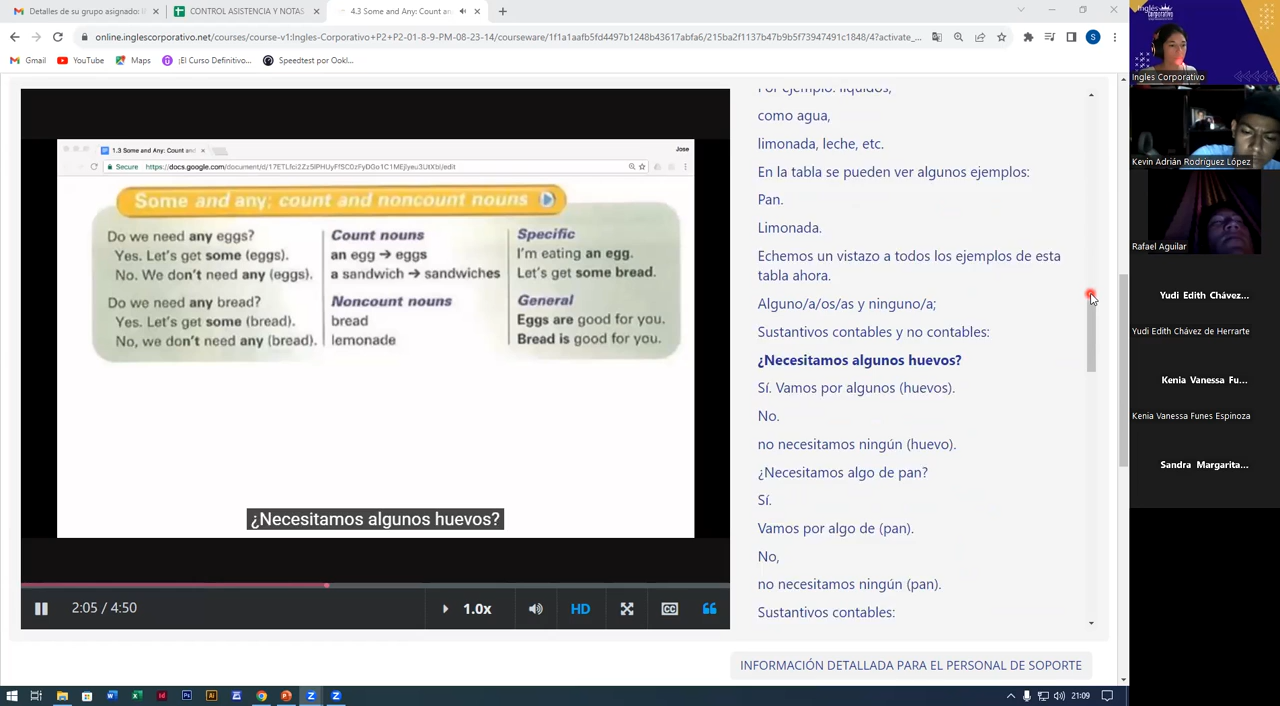 Detalles de su grupo asignado:
CONTROL ASISTENCIA Y NOTAS
4.3 Some and Any: Count an
online.inglescorporativo.net/courses/course-v1:Ingles-Corporativo+P2+P2-01-8-9-PM-08-23-14/courseware/1f1a1aafb5fd4497b1248b43617abfa6/215ba2f1137b47b9b5f73947491c1848/4?activate_...
Gmail
YouTube
Maps
¡El Curso Definitivo...
Speedtest por Ookl...
1.3 Some and Any: Count and
Jose
Secure
Some and any; count and noncount nouns
Do we need any eggs?
Yes. Let's get some (eggs).
No. We don't need any (eggs).
Do we need any bread?
Yes. Let's get some (bread).
No, we don't need any (bread).
Count nouns
an egg → eggs
a sandwich → sandwiches
Noncount nouns
bread
lemonade
Specific
I'm eating an egg.
Let's get some bread.
General
Eggs are good for you.
Bread is good for you.
¿Necesitamos algunos huevos?
2:05 / 4:50
1.0x
HD
CC
Por ejemplo: líquidos,
como agua,
limonada, leche, etc.
En la tabla se pueden ver algunos ejemplos:
Pan.
Limonada.
Echemos un vistazo a todos los ejemplos de esta
tabla ahora.
Alguno/a/os/as y ninguno/a;
Sustantivos contables y no contables:
¿Necesitamos algunos huevos?
Sí. Vamos por algunos (huevos).
No.
no necesitamos ningún (huevo).
¿Necesitamos algo de pan?
Sí.
Vamos por algo de (pan).
No,
no necesitamos ningún (pan).
Sustantivos contables:
INFORMACIÓN DETALLADA PARA EL PERSONAL DE SOPORTE
Inglés
Corporativo
Ingles Corporativo
Kevin Adrián Rodríguez López
Rafael Aguilar
Yudi Edith Chávez...
Yudi Edith Chávez de Herrarte
Kenia Vanessa Fu...
Kenia Vanessa Funes Espinoza
Sandra Margarita...
S
21:09